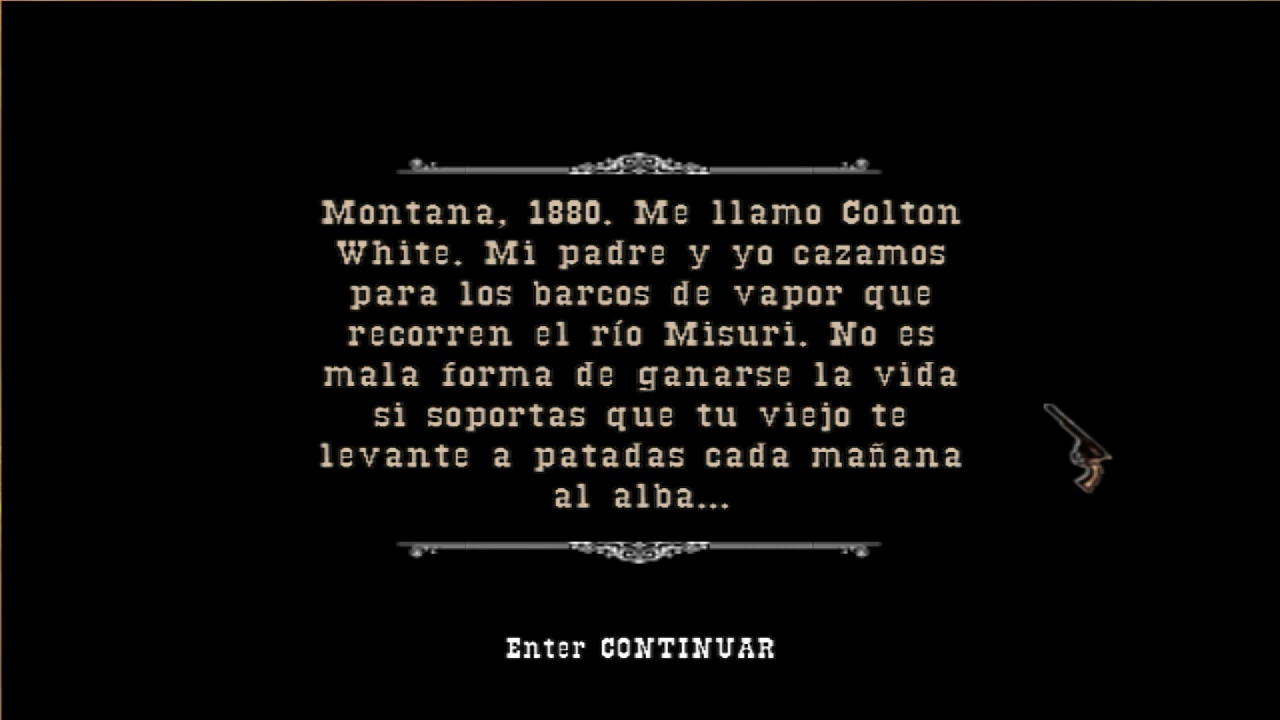 Montana, 1880. Me llamo Colton
White. Mi padre y yo cazamos
para los barcos de vapor que
recorren el río Misuri. No es
mala forma de ganarse la vida
si soportas que tu viejo te
levante a patadas cada mañana
al alba...
Enter CONTINUAR